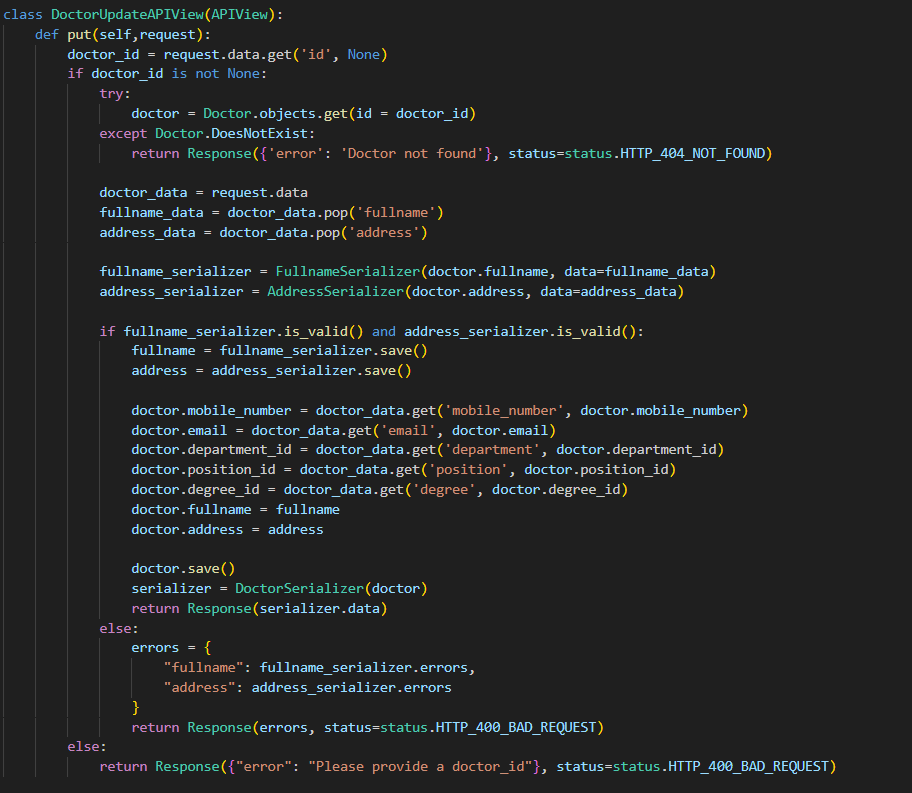 class DoctorUpdateAPIView(APIView):
    def put(self,request):
        doctor_id = request.data.get('id', None)
        if doctor_id is not None:
            try:
                doctor = Doctor.objects.get(id = doctor_id)
            except Doctor.DoesNotExist:
                return Response({'error': 'Doctor not found'}, status=status.HTTP_404_NOT_FOUND)

            doctor_data = request.data
            fullname_data = doctor_data.pop('fullname')
            address_data = doctor_data.pop('address')

            fullname_serializer = FullnameSerializer(doctor.fullname, data=fullname_data)
            address_serializer = AddressSerializer(doctor.address, data=address_data)

            if fullname_serializer.is_valid() and address_serializer.is_valid():
                fullname = fullname_serializer.save()
                address = address_serializer.save()

                doctor.mobile_number = doctor_data.get('mobile_number', doctor.mobile_number)
                doctor.email = doctor_data.get('email', doctor.email)
                doctor.department_id = doctor_data.get('department', doctor.department_id)
                doctor.position_id = doctor_data.get('position', doctor.position_id)
                doctor.degree_id = doctor_data.get('degree', doctor.degree_id)
                doctor.fullname = fullname
                doctor.address = address

                doctor.save()
                serializer = DoctorSerializer(doctor)
                return Response(serializer.data)
            else:
                errors = {
                    "fullname": fullname_serializer.errors,
                    "address": address_serializer.errors
                }
                return Response(errors, status=status.HTTP_400_BAD_REQUEST)
        else:
            return Response({"error": "Please provide a doctor_id"}, status=status.HTTP_400_BAD_REQUEST)